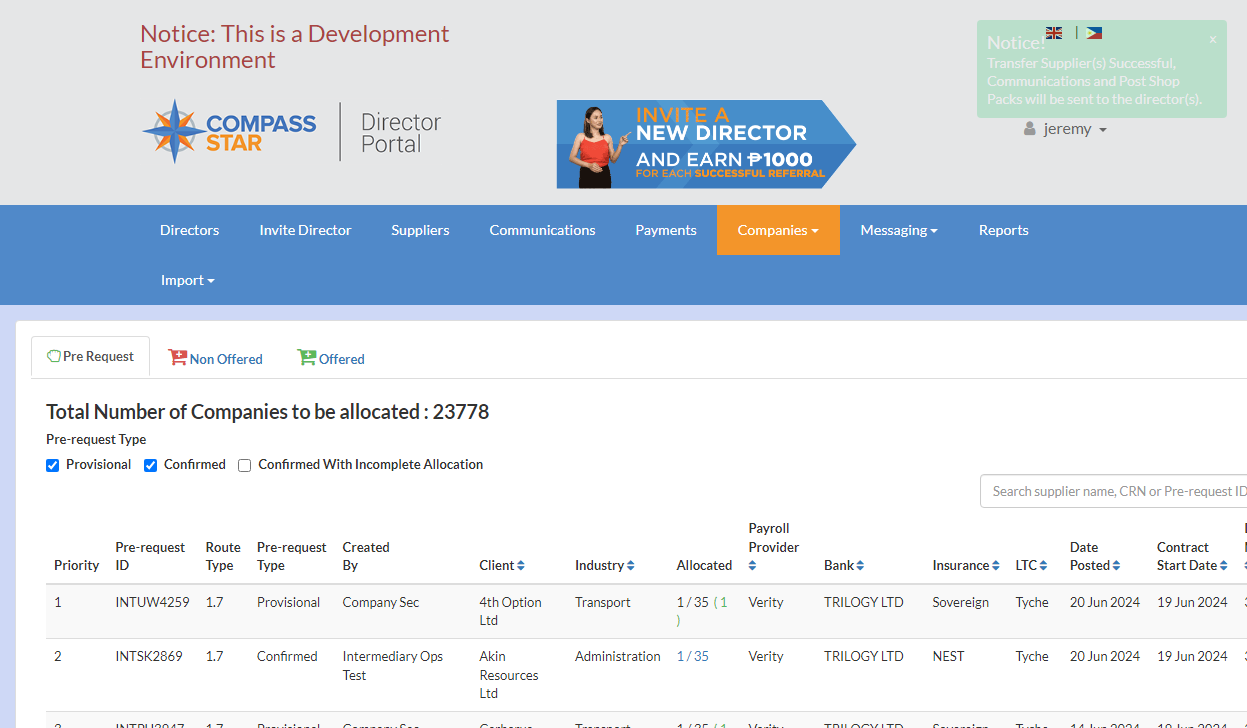 Notice: This is a Development
Environment
Notice!
x
|
Transfer Supplier(s) Successful,
Communications and Post Shop
Packs will be sent to the director(s).
jeremy
COMPASS
STAR
Director
Portal
INVITE A
NEW DIRECTOR
AND EARN ₱1000
FOR EACH SUCCESSFUL REFERRAL
Directors Invite Director Suppliers Communications Payments Companies Messaging Reports
Import
Pre Request Non Offered Offered
Total Number of Companies to be allocated : 23778
Pre-request Type
Provisional Confirmed Confirmed With Incomplete Allocation
Search supplier name, CRN or Pre-request ID
Priority Pre-request ID Route Type Pre-request Type Created By Client Industry Allocated Payroll Provider Bank Insurance LTC Date Posted Contract Start Date
1 INTUW4259 1.7 Provisional Company Sec 4th Option Ltd Transport 1 / 35 ( 1 ) Verity TRILOGY LTD Sovereign Tyche 20 Jun 2024 19 Jun 2024
2 INTSK2869 1.7 Confirmed Intermediary Ops Test Akin Resources Ltd Administration 1 / 35 Verity TRILOGY LTD NEST Tyche 20 Jun 2024 19 Jun 2024